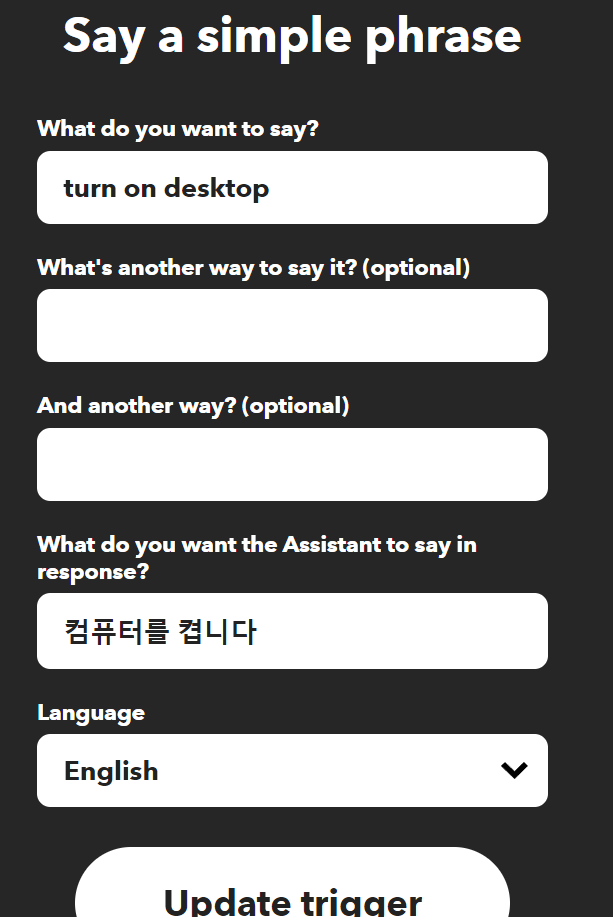 Say a simple phrase
What do you want to say?
turn on desktop
What's another way to say it? (optional)
And another way? (optional)
What do you want the Assistant to say in
response?
컴퓨터를 켭니다
Language
English
Update trigger